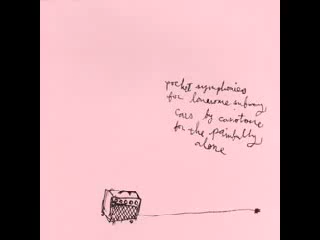 pocket symphonies
for lonesome subway
cars by casiotone
for the painfully
alone